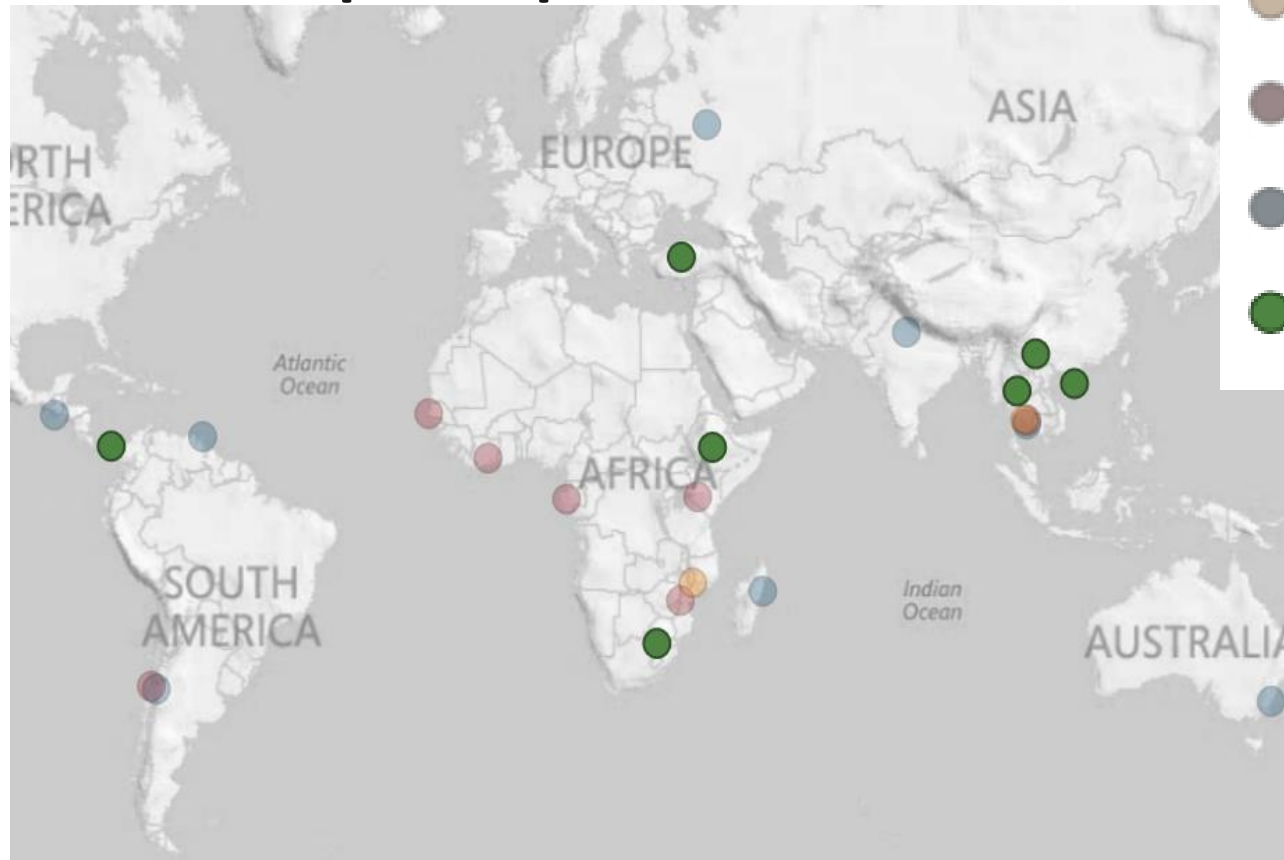 ASIA
EUROPE
RTH
ERICA
Atlantic
Ocean
AFRICA
SOUTH
AMERICA
Indian
Ocean
AUSTRALIA